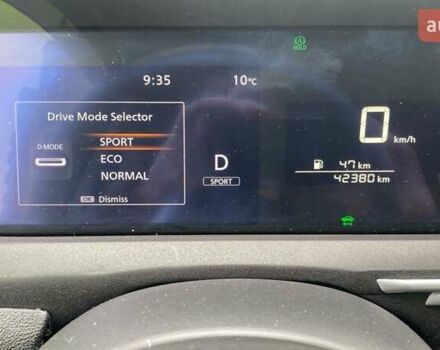 au
A
HOLD
9:35 10°C
Drive Mode Selector
D-MODE
SPORT
ECO
NORMAL
OK Dismiss
D
SPORT
0 km/h
47 km
42380 km